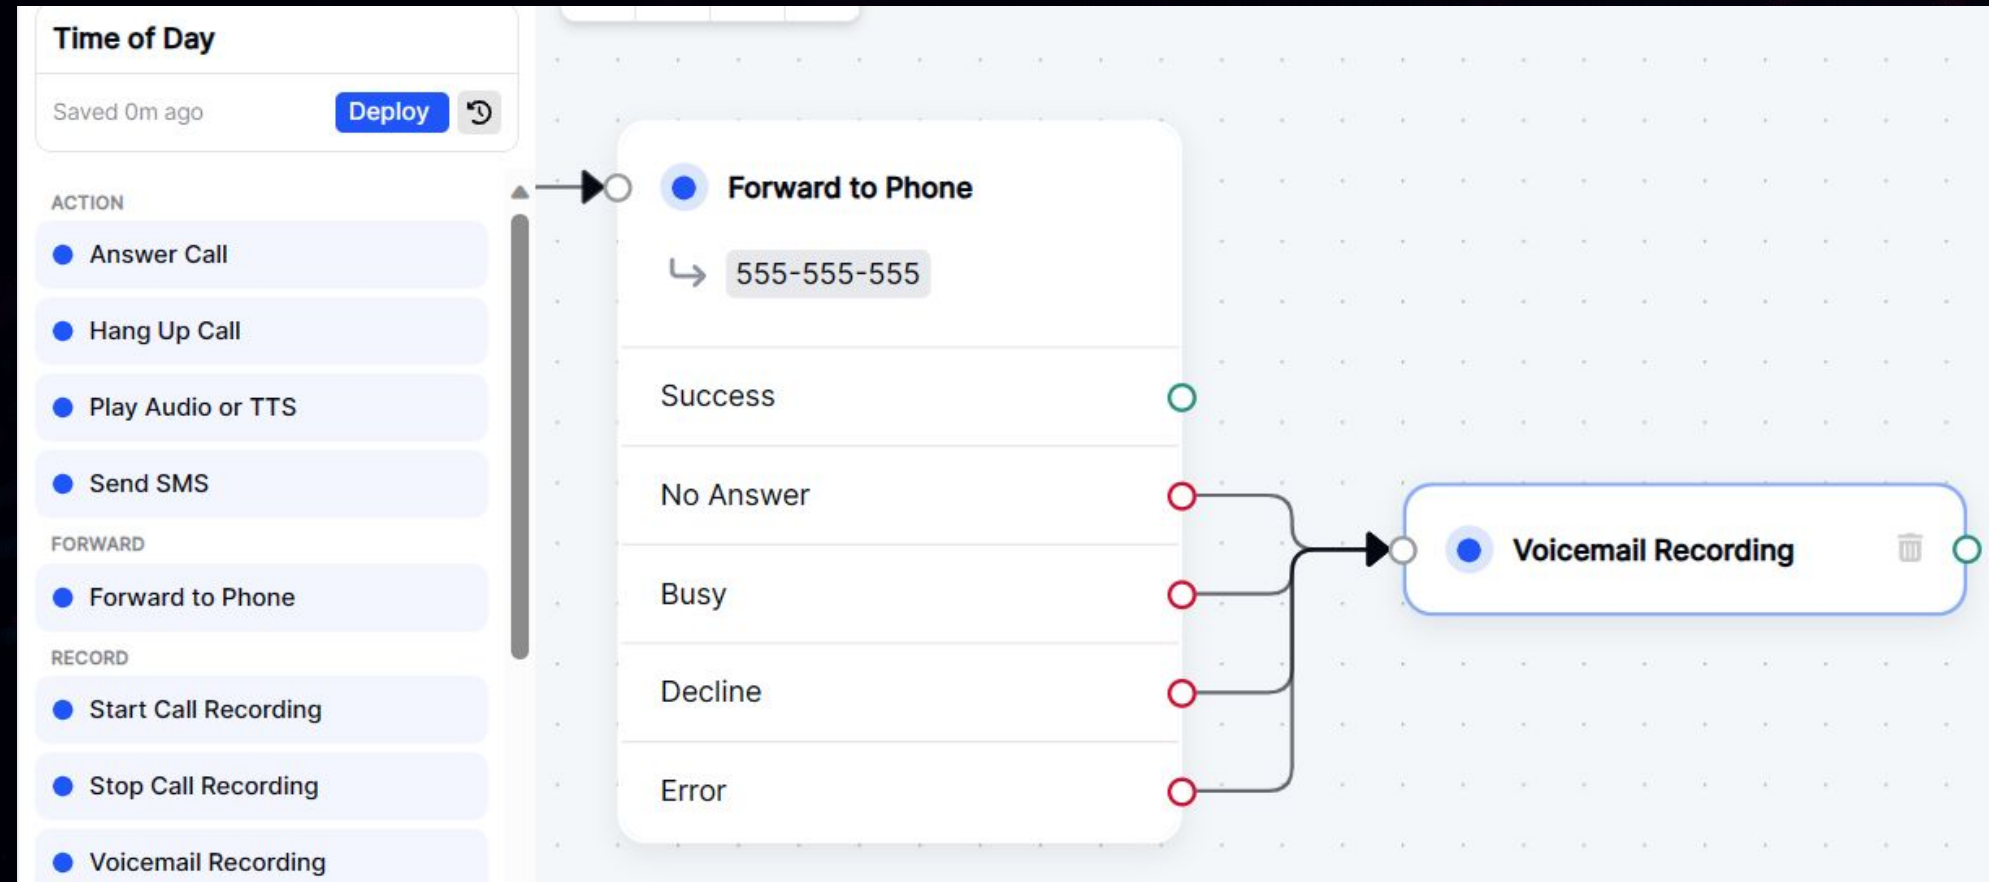 Time of Day
Saved 0m ago
Deploy
ACTION
Answer Call
Hang Up Call
Play Audio or TTS
Send SMS
FORWARD
Forward to Phone
RECORD
Start Call Recording
Stop Call Recording
Voicemail Recording
Forward to Phone
555-555-555
Success
No Answer
Busy
Decline
Error
Voicemail Recording